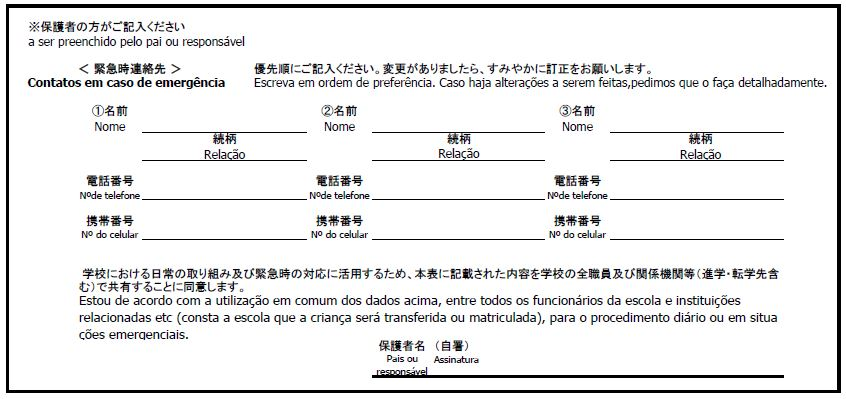 ※保護者の方がご記入ください
a ser preenchido pelo pai ou responsável
＜ 緊急時連絡先 ＞ 優先順にご記入ください。変更がありましたら、すみやかに訂正をお願いします。
Contatos em caso de emergência Escreva em ordem de preferência. Caso haja alterações a serem feitas,pedimos que o faça detalhadamente.
①名前 ②名前 ③名前
Nome Nome Nome
続柄 続柄 続柄
Relação Relação Relação
電話番号 電話番号 電話番号
Nºde telefone Nºde telefone Nºde telefone
携帯番号 携帯番号 携帯番号
Nº do celular Nº do celular Nº do celular
学校における日常の取り組み及び緊急時の対応に活用するため、本表に記載された内容を学校の全職員及び関係機関等（進学・転学先含
む）で共有することに同意します。
Estou de acordo com a utilização em comum dos dados acima, entre todos os funcionários da escola e instituições
relacionadas etc (consta a escola que a criança será transferida ou matriculada), para o procedimento diário ou em situa
ções emergenciais.
保護者名 （自署）
Pais ou Assinatura
responsável